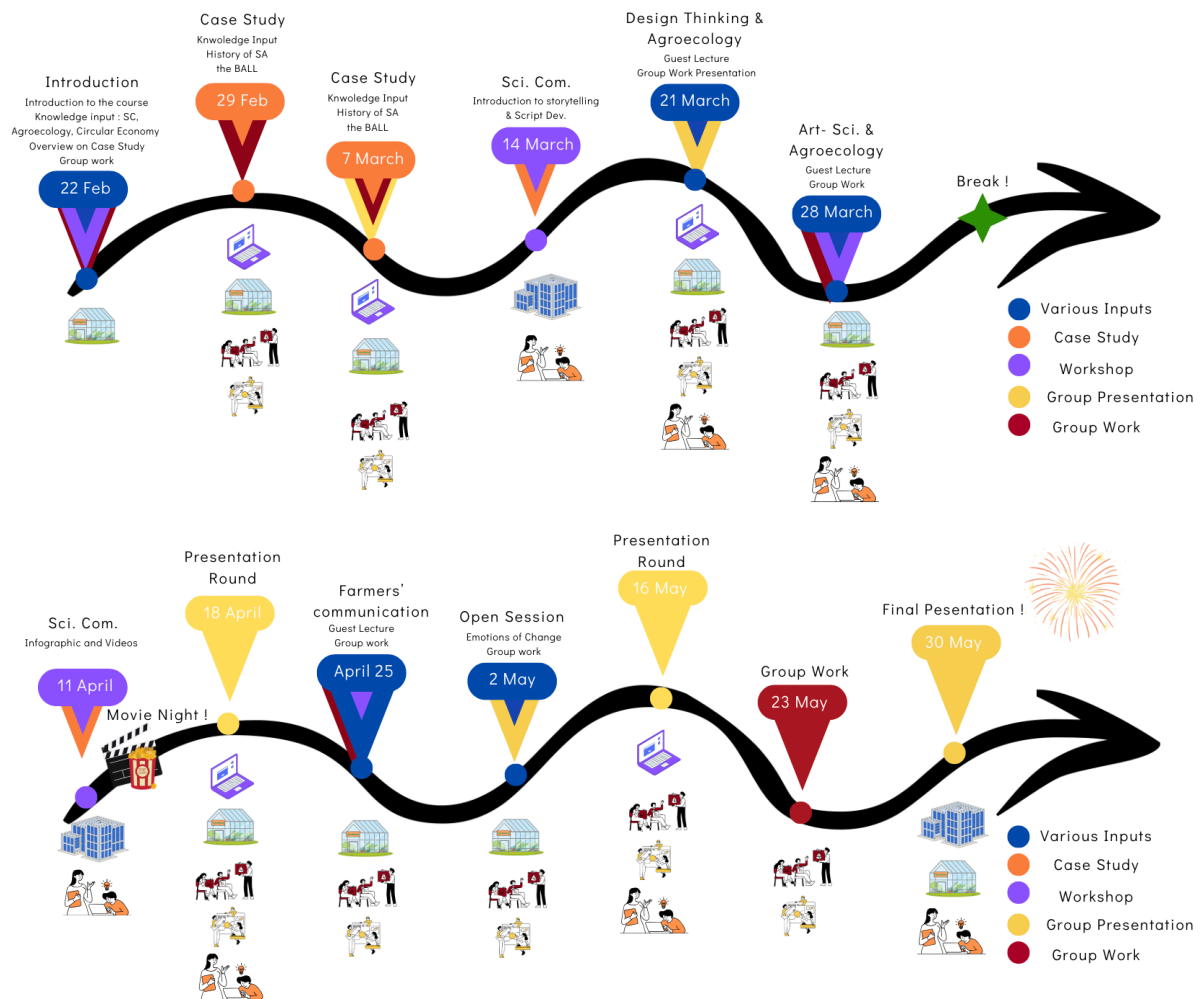 Introduction
Introduction to the course
Knowledge input : SC,
Agroecology, Circular Economy
Overview on Case Study
Group work
22 Feb
Case Study
Knwoledge Input
History of SA
the BALL
29 Feb
Case Study
Knwoledge Input
History of SA
the BALL
7 March
Sci. Com.
Introduction to storytelling
& Script Dev.
14 March
Design Thinking &
Agroecology
Guest Lecture
Group Work Presentation
21 March
Art- Sci. &
Agroecology
Guest Lecture
Group Work
28 March
Break !
Various Inputs
Case Study
Workshop
Group Presentation
Group Work
Sci. Com.
Infographic and Videos
11 April
Movie Night !
Presentation
Round
18 April
Farmers’
communication
Guest Lecture
Group work
April 25
Open Session
Emotions of Change
Group work
2 May
Presentation
Round
16 May
Group Work
23 May
Final Pesentation !
30 May
Various Inputs
Case Study
Workshop
Group Presentation
Group Work